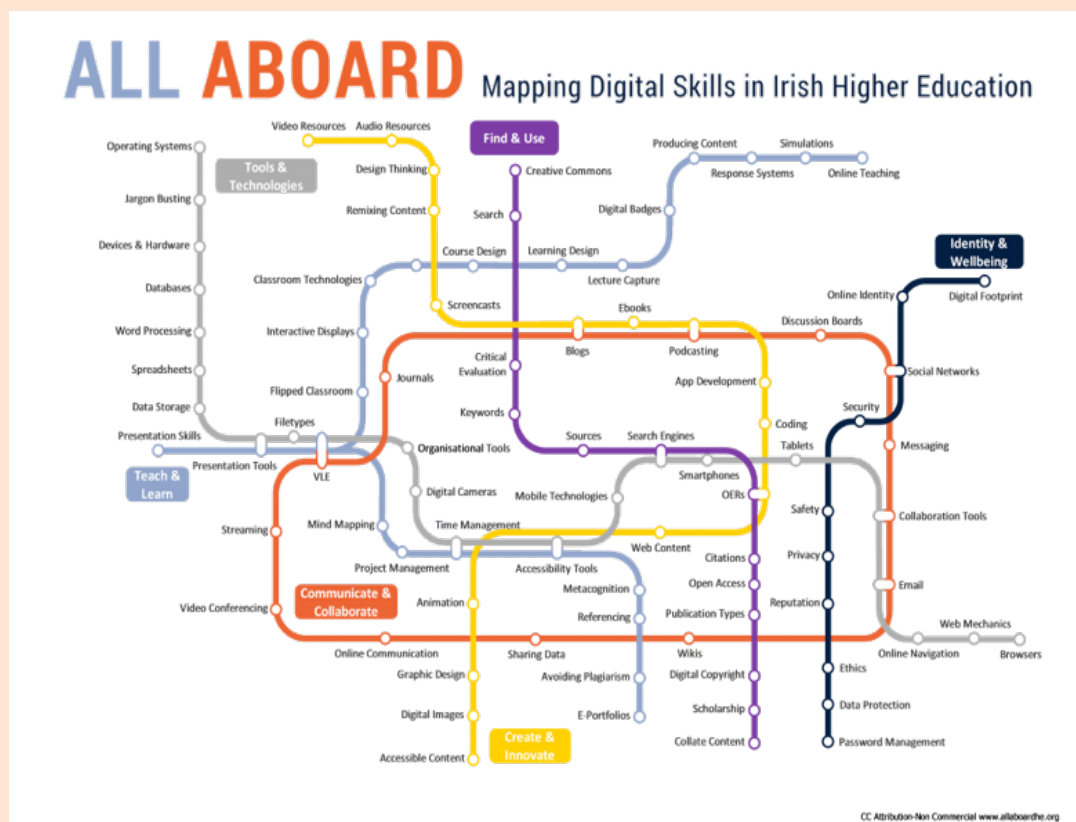 ALL ABOARD Mapping Digital Skills in Irish Higher Education
Video Resources
Audio Resources
Find & Use
Operating Systems
Tools &
Technologies
Design Thinking
Creative Commons
Producing Content
Simulations
Response Systems
Online Teaching
Jargon Busting
Remixing Content
Search
Digital Badges
Devices & Hardware
Course Design
Learning Design
Identity &
Wellbeing
Classroom Technologies
Lecture Capture
Databases
Screencasts
Ebooks
Online Identity
Digital Footprint
Word Processing
Interactive Displays
Blogs
Podcasting
Discussion Boards
Spreadsheets
Journals
Critical
Evaluation
App Development
Social Networks
Data Storage
Flipped Classroom
Keywords
Coding
Security
Presentation Skills
Filetypes
Organisational Tools
Sources
Search Engines
Tablets
Messaging
Presentation Tools
VLE
Smartphones
Teach &
Learn
Digital Cameras
Mobile Technologies
OERs
Streaming
Mind Mapping
Time Management
Safety
Collaboration Tools
Web Content
Project Management
Accessibility Tools
Citations
Privacy
Communicate &
Collaborate
Metacognition
Open Access
Email
Video Conferencing
Animation
Referencing
Publication Types
Reputation
Web Mechanics
Online Communication
Sharing Data
Wikis
Online Navigation
Browsers
Graphic Design
Avoiding Plagiarism
Digital Copyright
Ethics
Digital Images
E-Portfolios
Scholarship
Data Protection
Create &
Innovate
Accessible Content
Collate Content
Password Management
CC Attribution-Non Commercial www.allaboardhe.org